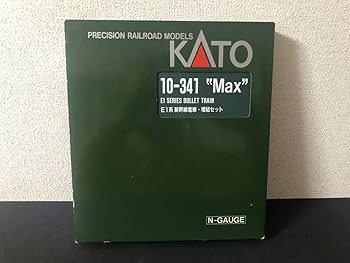 PRECISION RAILROAD MODELS
KATO
10-341 "Max"
E1 SERIES BULLET TRAIN
E1系新幹線電車・増結セット
N-GAUGE